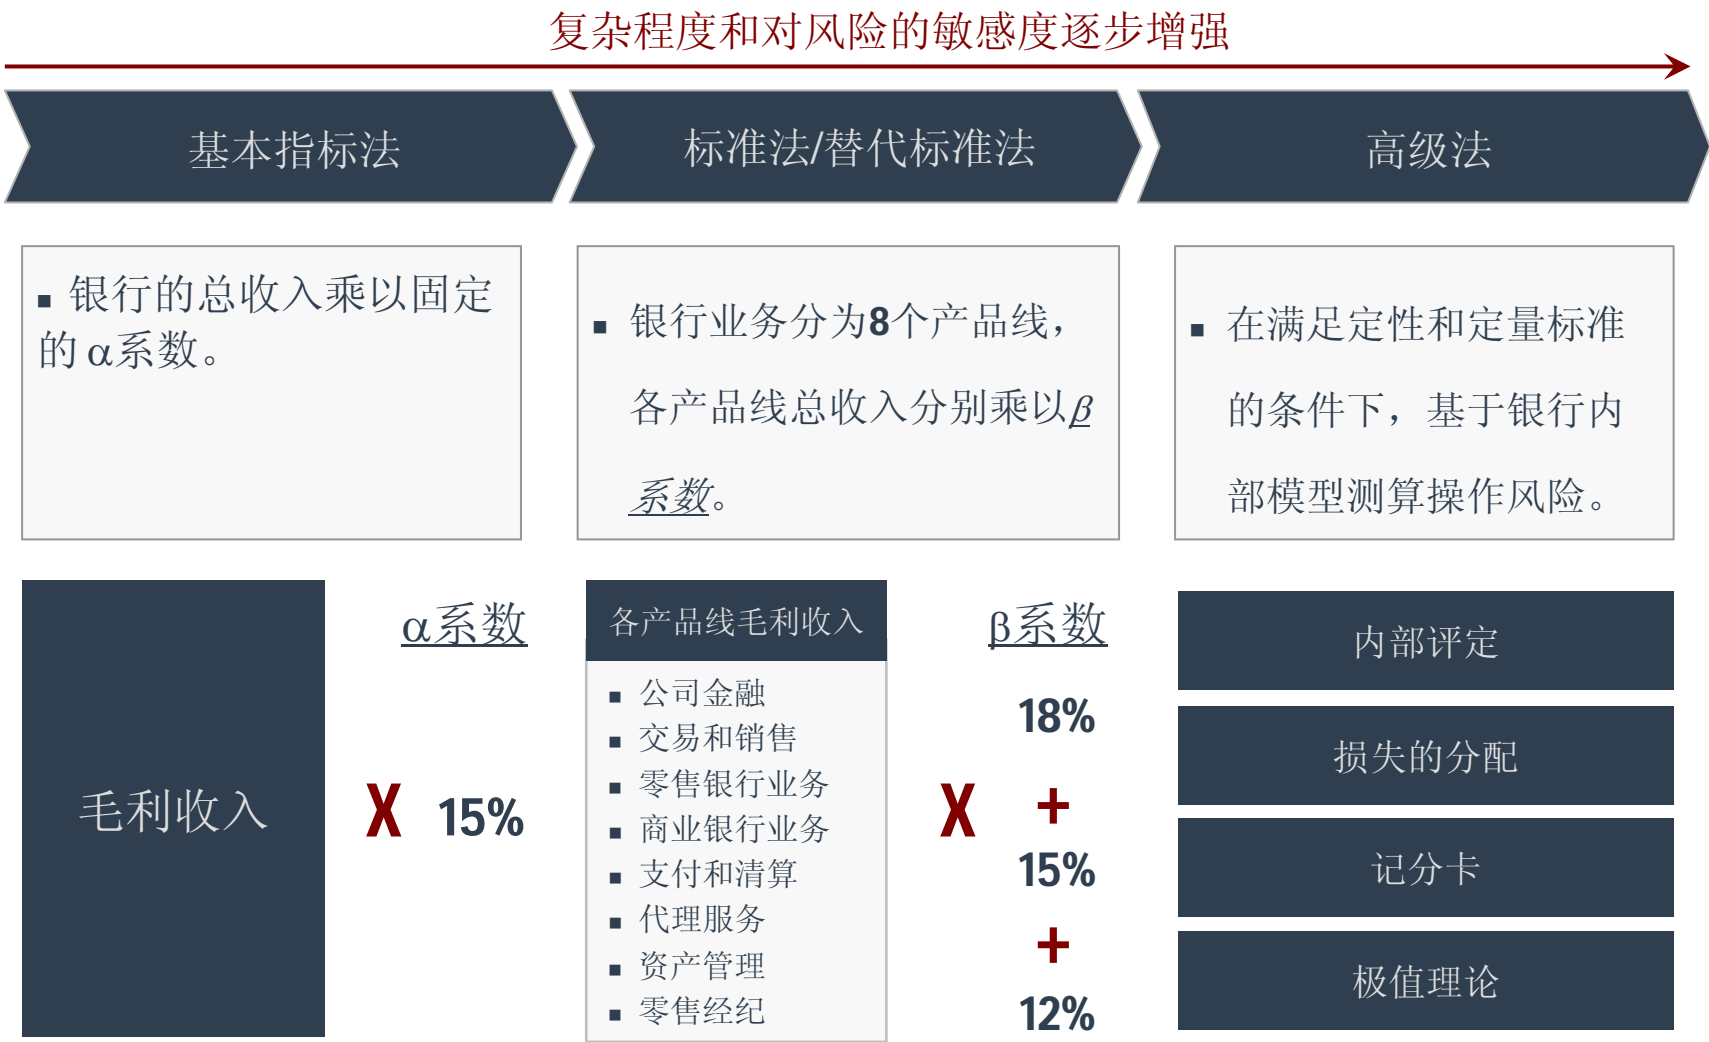 复杂程度和对风险的敏感度逐步增强
基本指标法
标准法/替代标准法
高级法
▪ 银行的总收入乘以固定
的α系数。
▪ 银行业务分为8个产品线，
各产品线总收入分别乘以β
系数。
▪ 在满足定性和定量标准
的条件下，基于银行内
部模型测算操作风险。
毛利收入
X
α系数
15%
各产品线毛利收入
▪ 公司金融
▪ 交易和销售
▪ 零售银行业务
▪ 商业银行业务
▪ 支付和清算
▪ 代理服务
▪ 资产管理
▪ 零售经纪
X
β系数
18%
+
15%
+
12%
内部评定
损失的分配
记分卡
极值理论